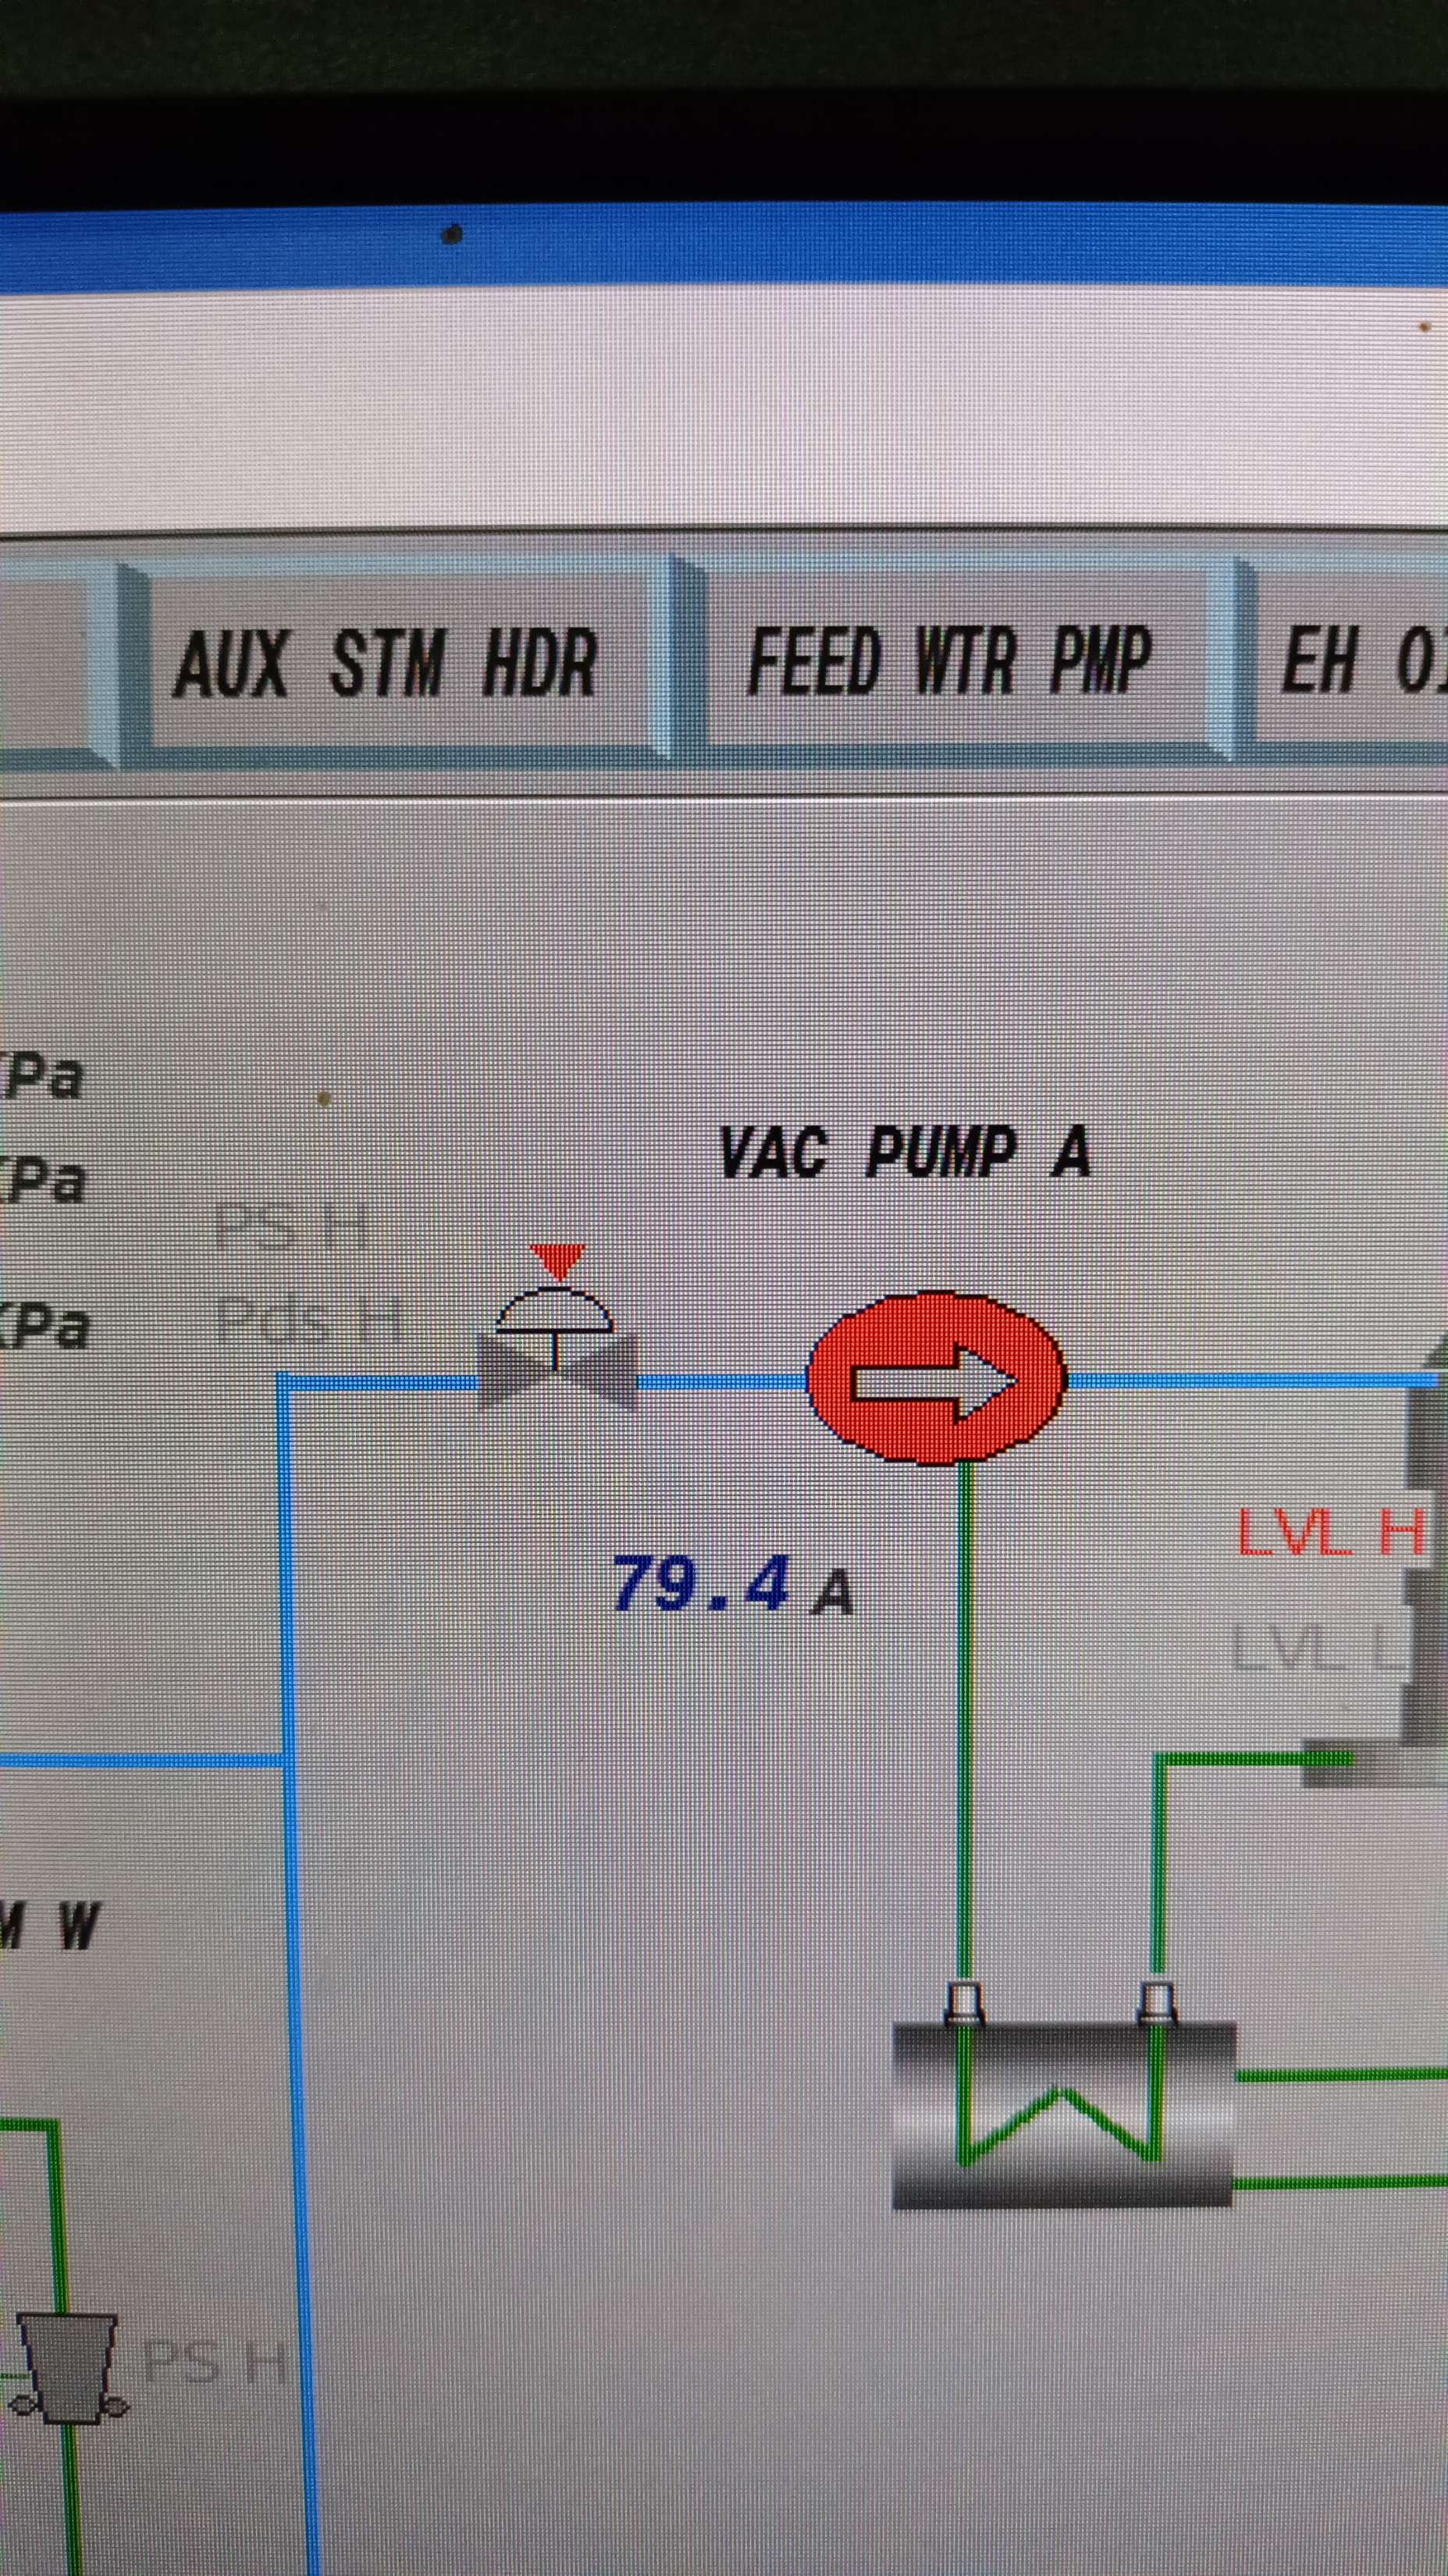 AUX STM HDR
FEED WTR PMP
EH
KPa
VAC PUMP A
KPa
PS H
KPa
Pds H
LVL H
79.4 A
LVL L
M W
PS H